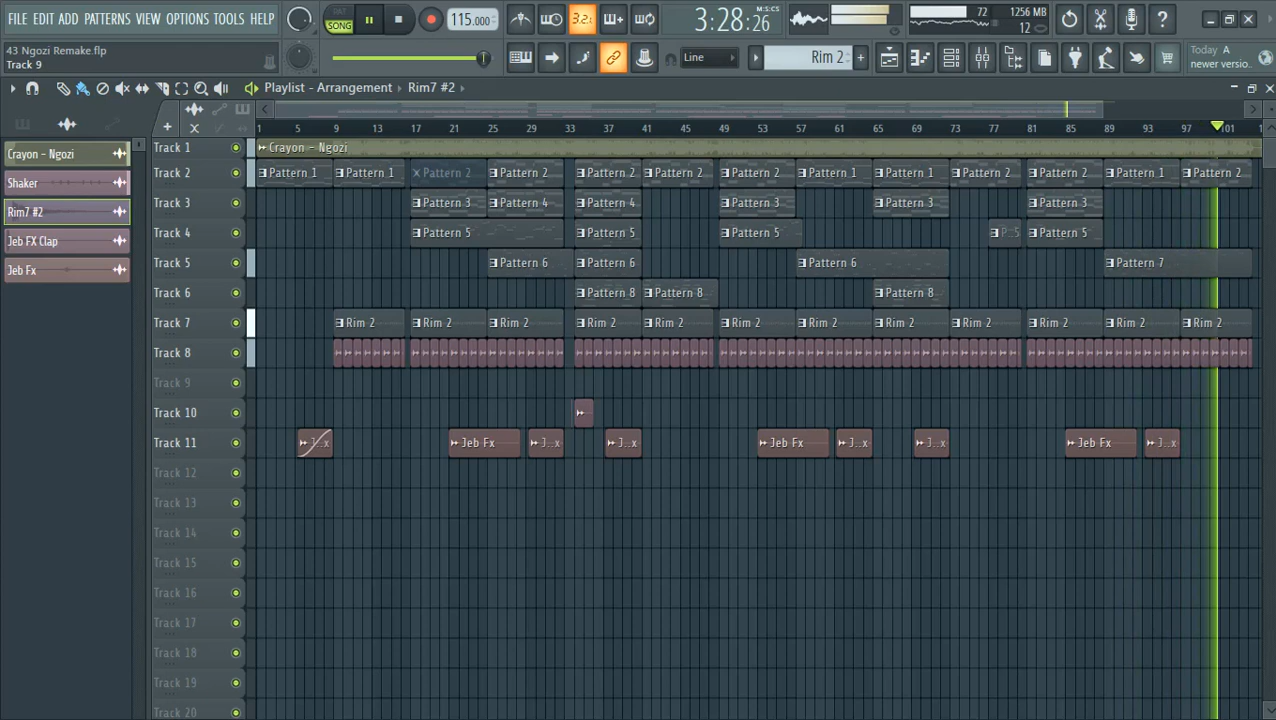 FILE EDIT PATTERNS VIEW OPTIONS TOOLS HELP
PAT
SONG
115.000
3.2.
3:28:26
M:S:CS
72
1256 MB
12
43 Ngozi Remake.flp
Track 9
Line
Rim 2
Today A
newer versio..
Playlist - Arrangement Rim7 #2
1 5 9 13 17 21 25 29 33 37 41 45 49 53 57 61 65 69 73 77 81 85 89 93 97 101
Crayon - Ngozi
Shaker
Rim7 #2
Jeb FX Clap
Jeb Fx
Track 1 Crayon - Ngozi
Track 2 Pattern 1 Pattern 1 Pattern 2 Pattern 2 Pattern 2 Pattern 2 Pattern 2 Pattern 1 Pattern 1 Pattern 2 Pattern 2 Pattern 1 Pattern 2
Track 3 Pattern 3 Pattern 4 Pattern 4 Pattern 3 Pattern 3 Pattern 3
Track 4 Pattern 5 Pattern 5 Pattern 5 P..5 Pattern 5
Track 5 Pattern 6 Pattern 6 Pattern 6 Pattern 7
Track 6 Pattern 8 Pattern 8 Pattern 8
Track 7 Rim 2 Rim 2 Rim 2 Rim 2 Rim 2 Rim 2 Rim 2 Rim 2 Rim 2 Rim 2 Rim 2 Rim 2
Track 8
Track 9
Track 10
Track 11 J..x Jeb Fx J..x J..x Jeb Fx J..x J..x Jeb Fx J..x
Track 12
Track 13
Track 14
Track 15
Track 16
Track 17
Track 18
Track 19
Track 20